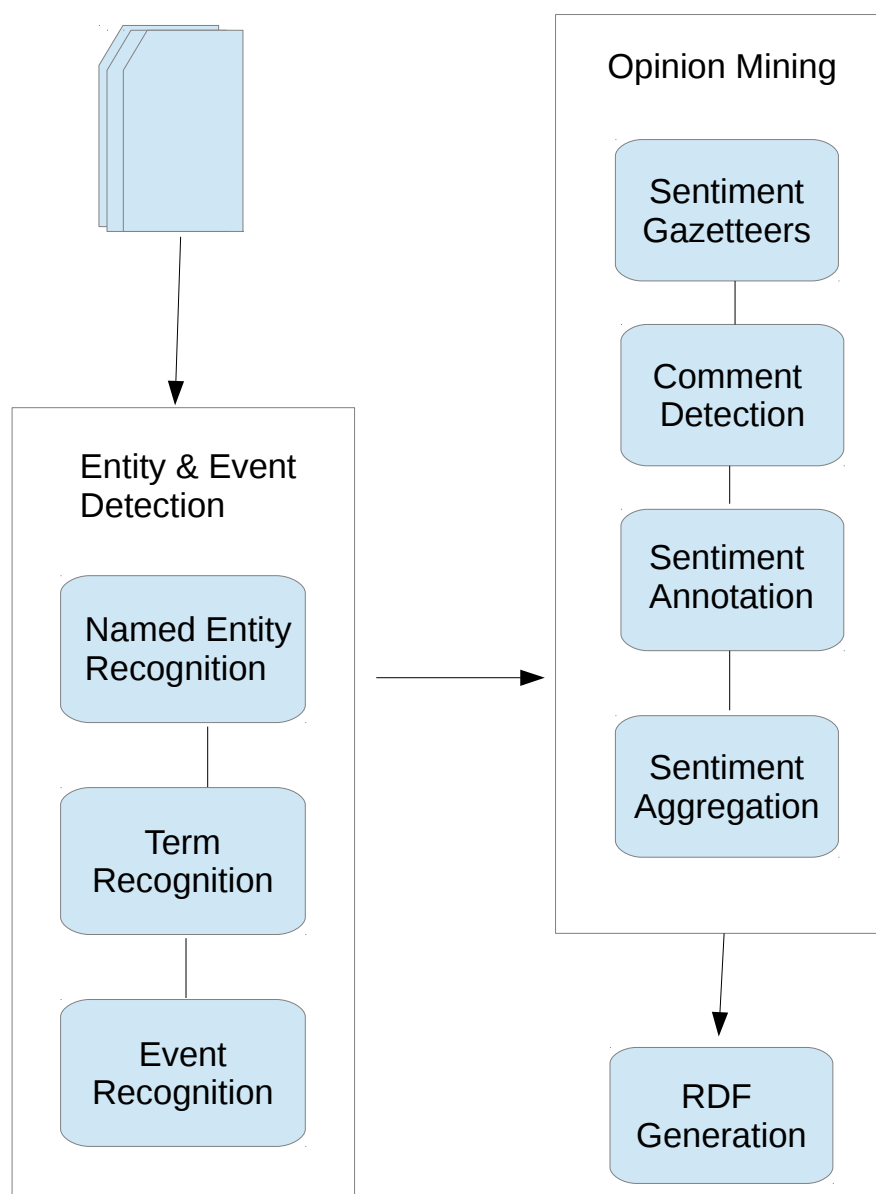 Entity & Event
Detection
Named Entity
Recognition
Term
Recognition
Event
Recognition
Opinion Mining
Sentiment
Gazetteers
Comment
Detection
Sentiment
Annotation
Sentiment
Aggregation
RDF
Generation